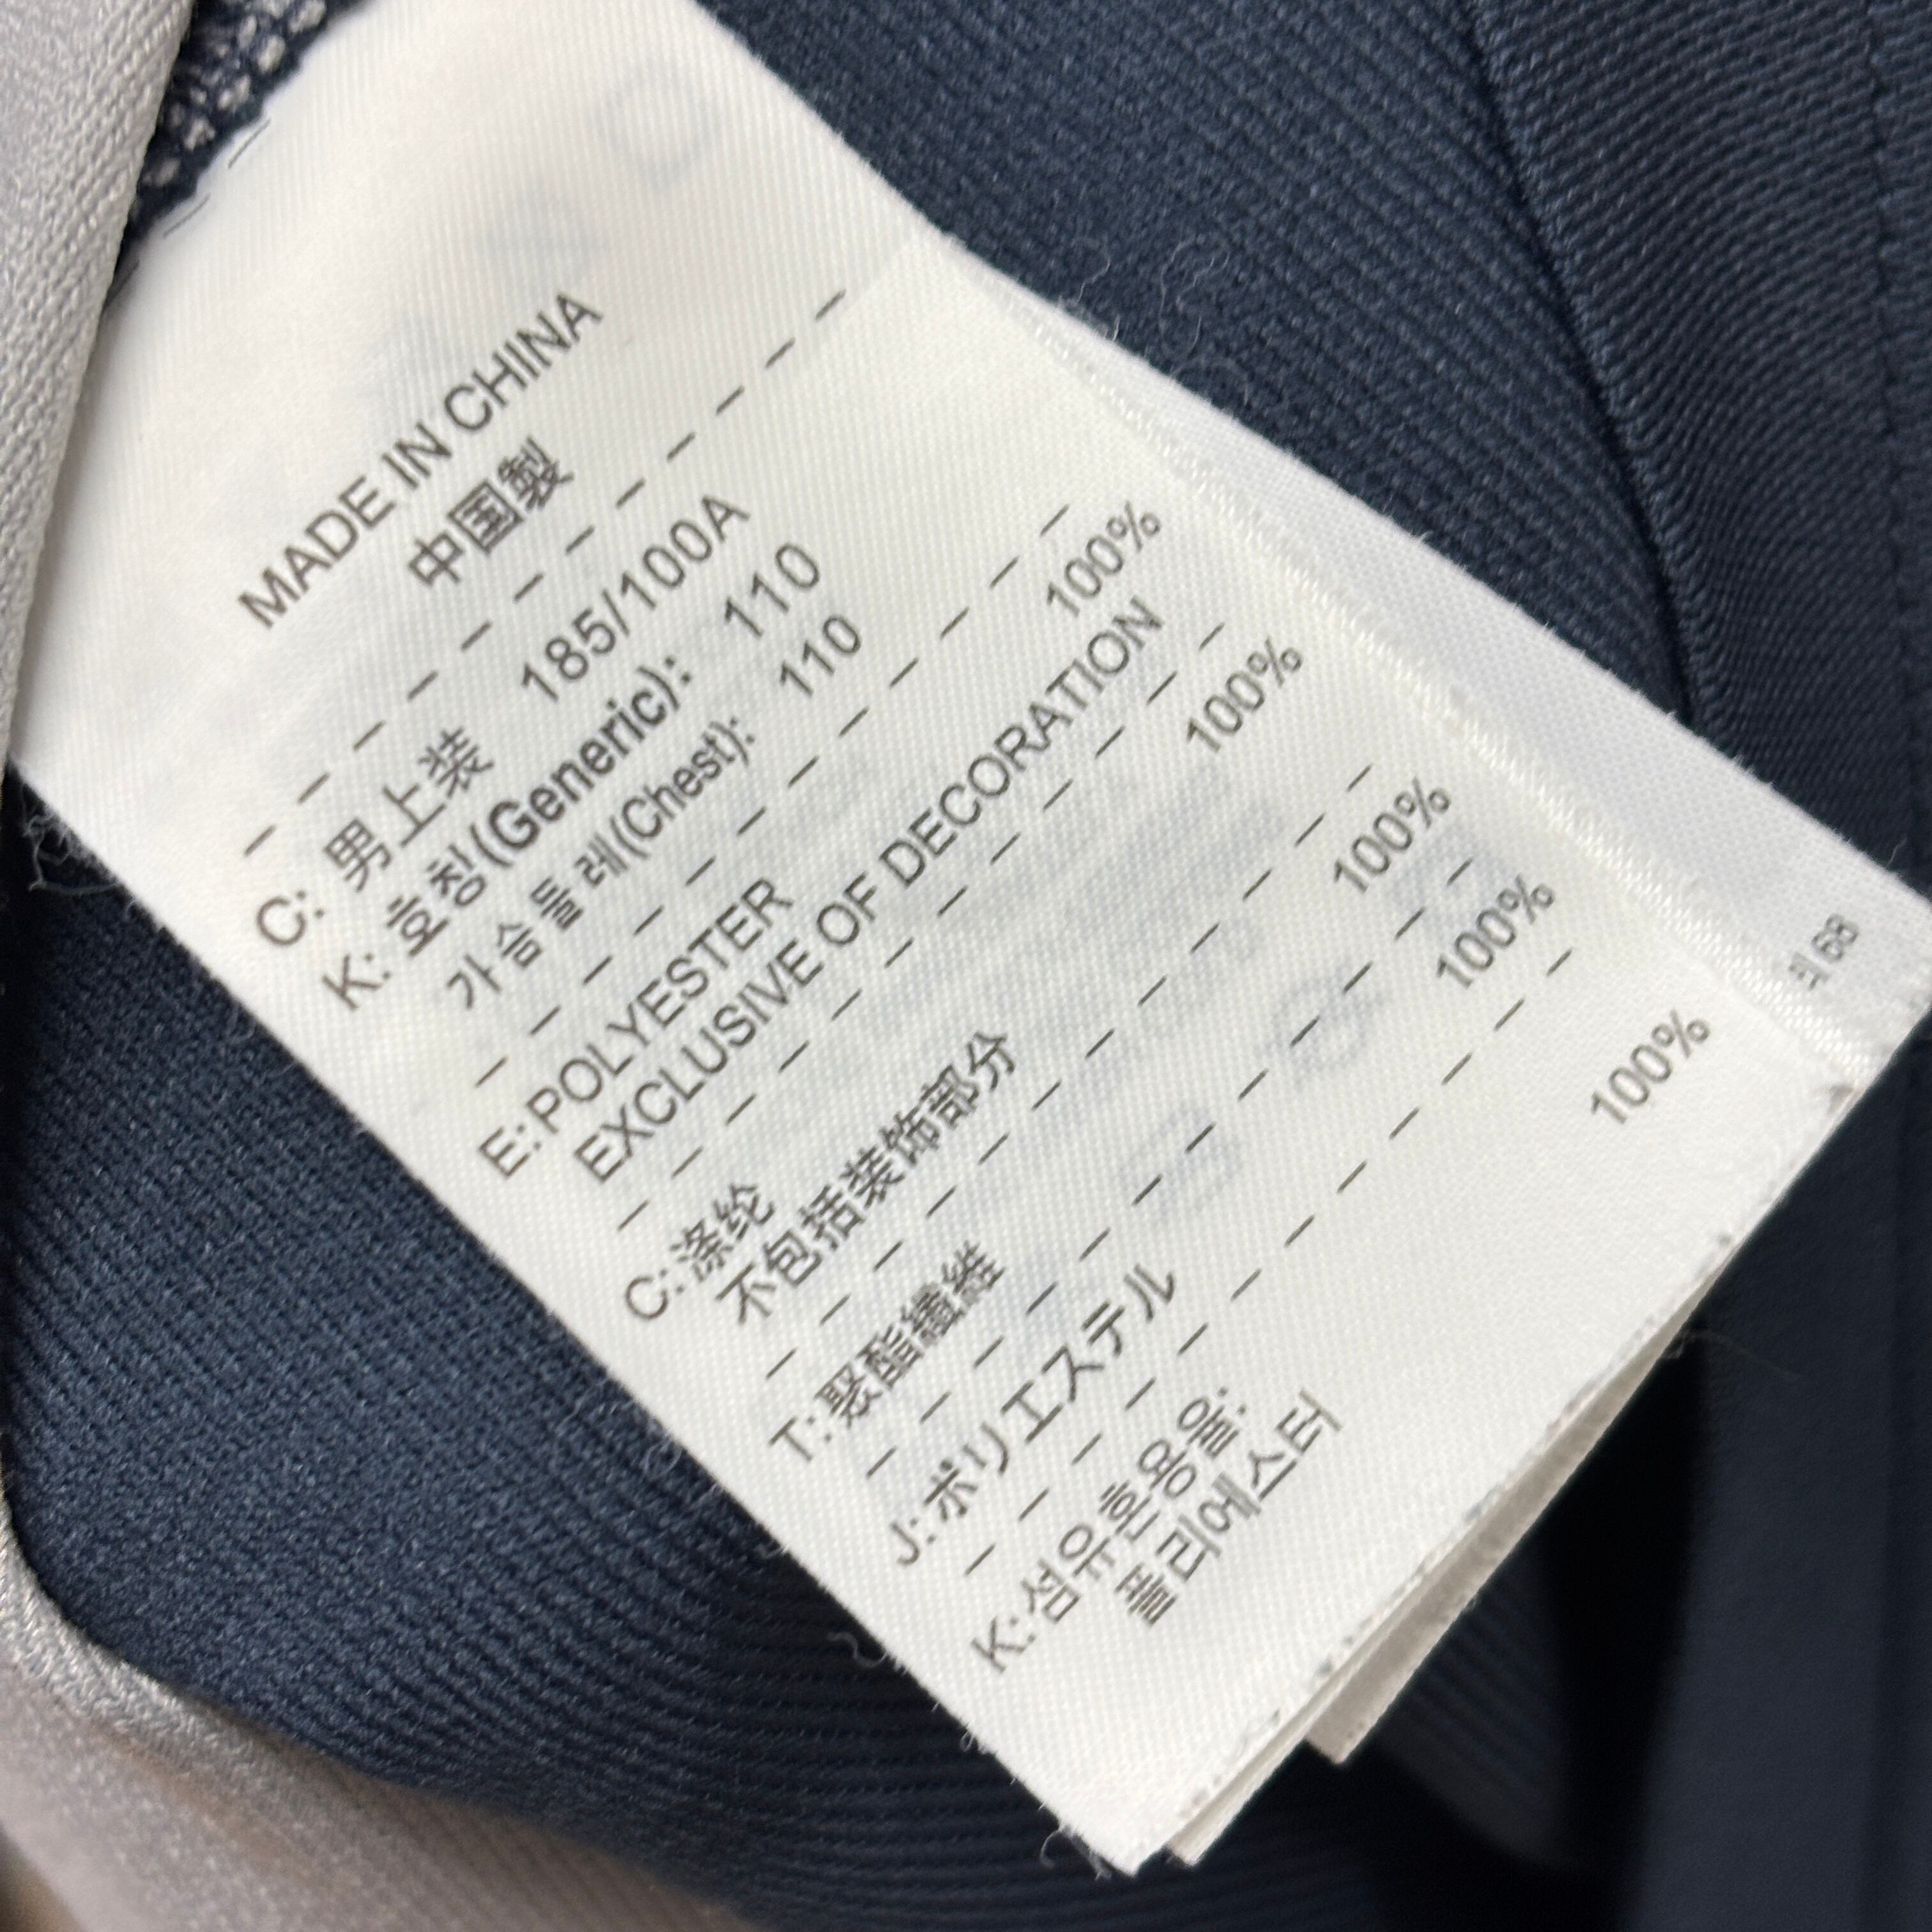 MADE IN CHINA
中国製
C: 男上装 185/100A
K: 호칭(Generic): 110
가슴둘레(Chest): 110
E: POLYESTER 100%
EXCLUSIVE OF DECORATION
C: 涤纶 100%
不包括装饰部分
T: 聚酯纖維 100%
J: ポリエステル 100%
K: 섬유혼용율:
폴리에스터 100%
68